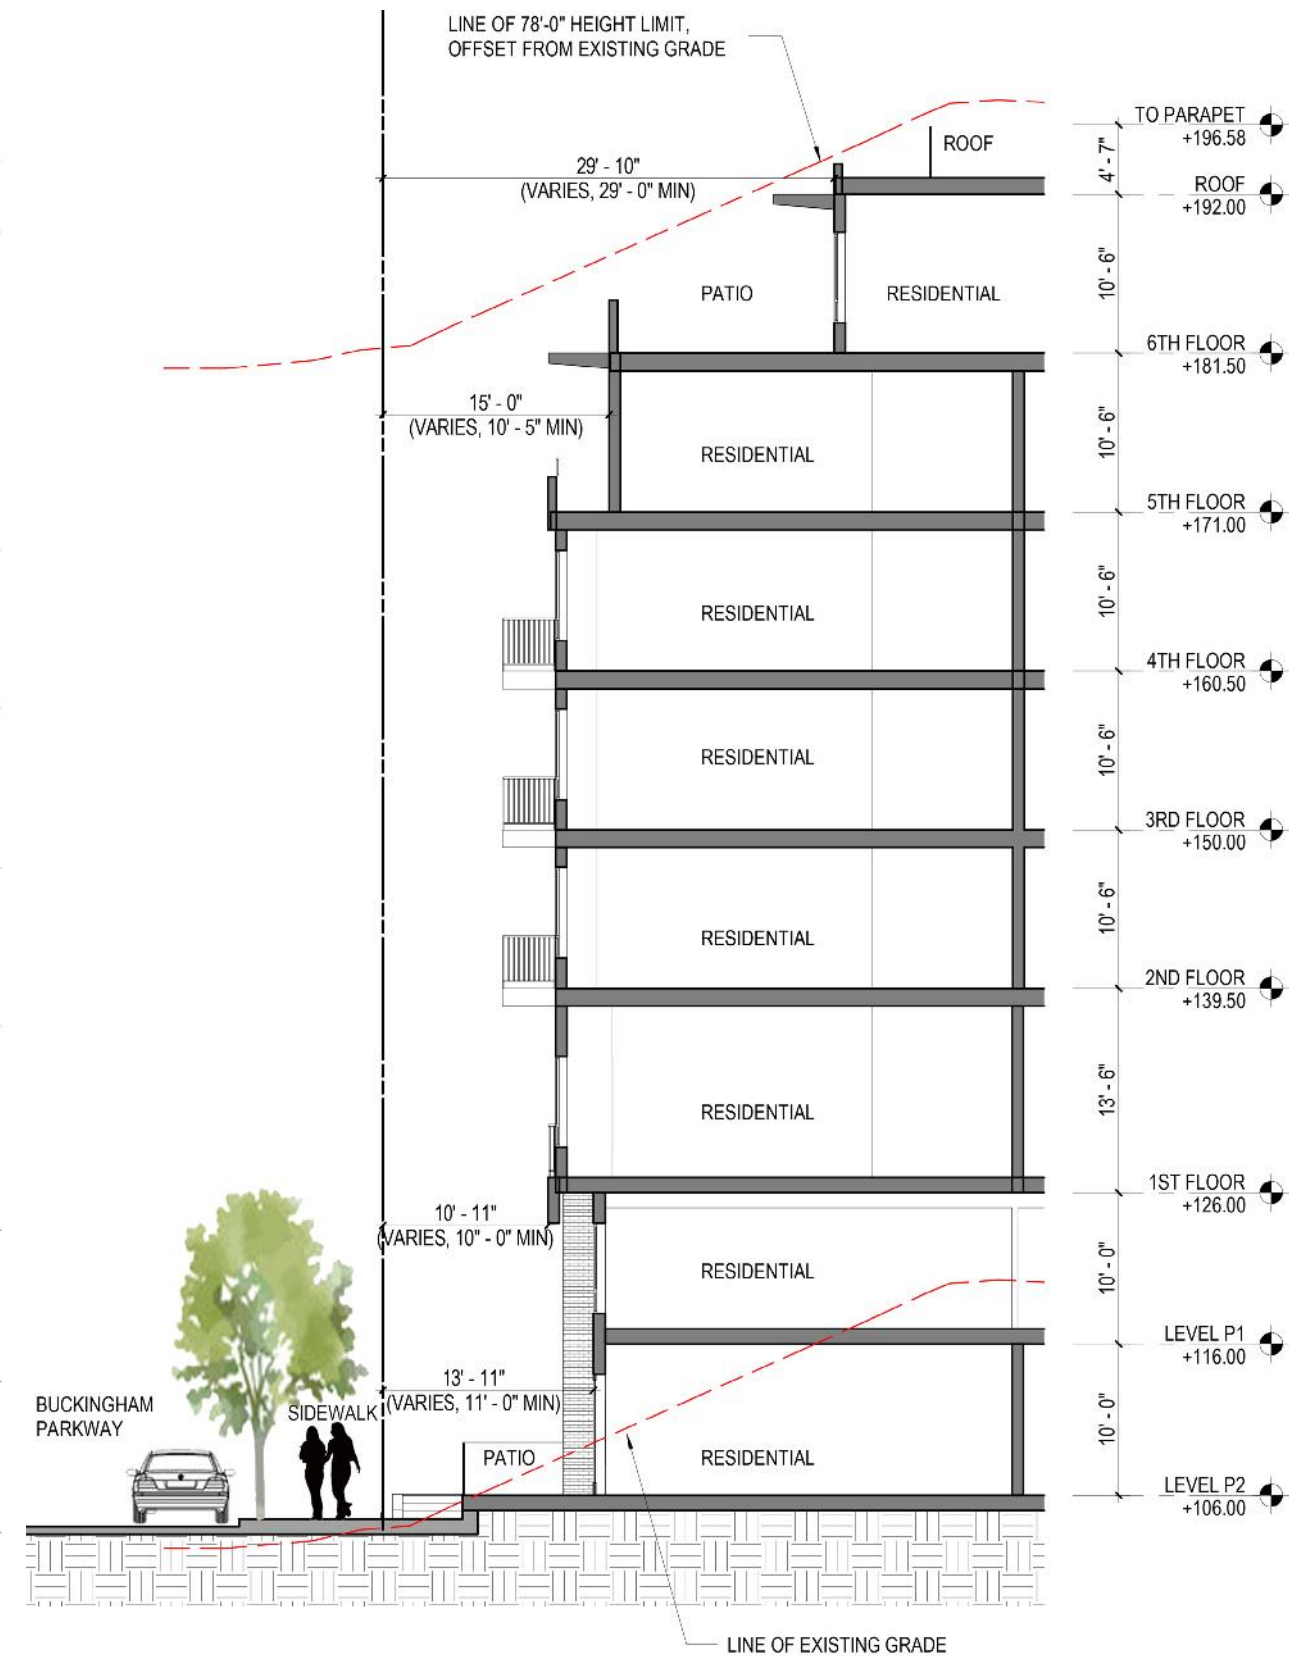 LINE OF 78'-0" HEIGHT LIMIT,
OFFSET FROM EXISTING GRADE
TO PARAPET
+196.58
ROOF
4' - 7"
29' - 10"
(VARIES, 29' - 0" MIN)
ROOF
+192.00
10' - 6"
PATIO
RESIDENTIAL
6TH FLOOR
+181.50
15' - 0"
(VARIES, 10' - 5" MIN)
10' - 6"
RESIDENTIAL
5TH FLOOR
+171.00
10' - 6"
RESIDENTIAL
4TH FLOOR
+160.50
10' - 6"
RESIDENTIAL
3RD FLOOR
+150.00
10' - 6"
RESIDENTIAL
2ND FLOOR
+139.50
13' - 6"
RESIDENTIAL
1ST FLOOR
+126.00
10' - 11"
(VARIES, 10" - 0" MIN)
10' - 0"
RESIDENTIAL
LEVEL P1
+116.00
13' - 11"
(VARIES, 11' - 0" MIN)
BUCKINGHAM
PARKWAY
SIDEWALK
10' - 0"
PATIO
RESIDENTIAL
LEVEL P2
+106.00
LINE OF EXISTING GRADE